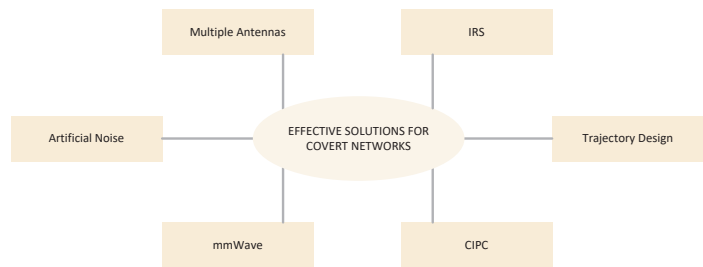 Multiple Antennas
IRS
Artificial Noise
EFFECTIVE SOLUTIONS FOR
COVERT NETWORKS
Trajectory Design
mmWave
CIPC